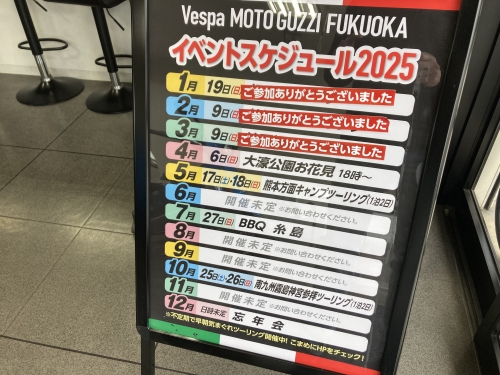 Vespa MOTO GUZZI FUKUOKA
イベントスケジュール2025
1月 19日(日) ご参加ありがとうございました
2月 9日(日) ご参加ありがとうございました
3月 9日(日) ご参加ありがとうございました
4月 6日(日) 大濠公園お花見 18時〜
5月 17日(土)-18日(日) 熊本方面キャンプツーリング(1泊2日)
6月 開催未定 ※お問い合わせください。
7月 27日(日) BBQ 糸島
8月 開催未定 ※お問い合わせください。
9月 開催未定 ※お問い合わせください。
10月 25日(土)-26日(日) 南九州霧島神宮参拝ツーリング(1泊2日)
11月 開催未定 ※お問い合わせください。
12月 日時未定 忘年会
※不定期で早朝気まぐれツーリング開催中! こまめにHPをチェック!